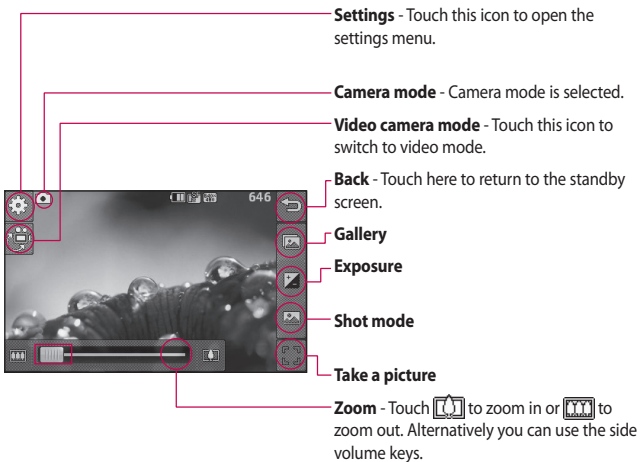 Settings - Touch this icon to open the
settings menu.
Camera mode - Camera mode is selected.
Video camera mode - Touch this icon to
switch to video mode.
Back - Touch here to return to the standby
screen.
646
Gallery
Exposure
Shot mode
Take a picture
Zoom - Touch to zoom in or to
zoom out. Alternatively you can use the side
volume keys.